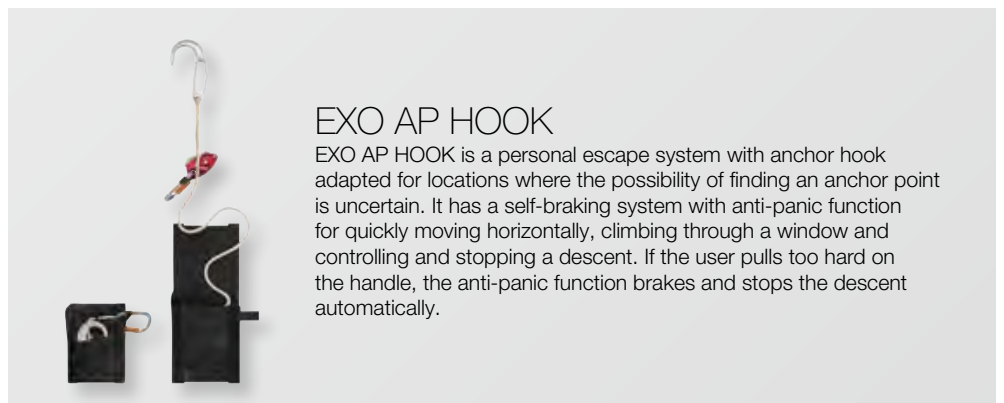 EXO AP HOOK
EXO AP HOOK is a personal escape system with anchor hook
adapted for locations where the possibility of finding an anchor point
is uncertain. It has a self-braking system with anti-panic function
for quickly moving horizontally, climbing through a window and
controlling and stopping a descent. If the user pulls too hard on
the handle, the anti-panic function brakes and stops the descent
automatically.